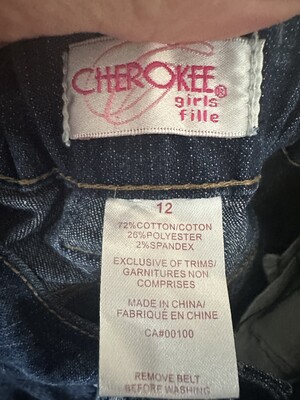 CHEROKEE®
girls
fille
12
72%COTTON/COTON
26%POLYESTER
2%SPANDEX
EXCLUSIVE OF TRIMS/
GARNITURES NON
COMPRISES
MADE IN CHINA/
FABRIQUÉ EN CHINE
CA#00100
REMOVE BELT
BEFORE WASHING